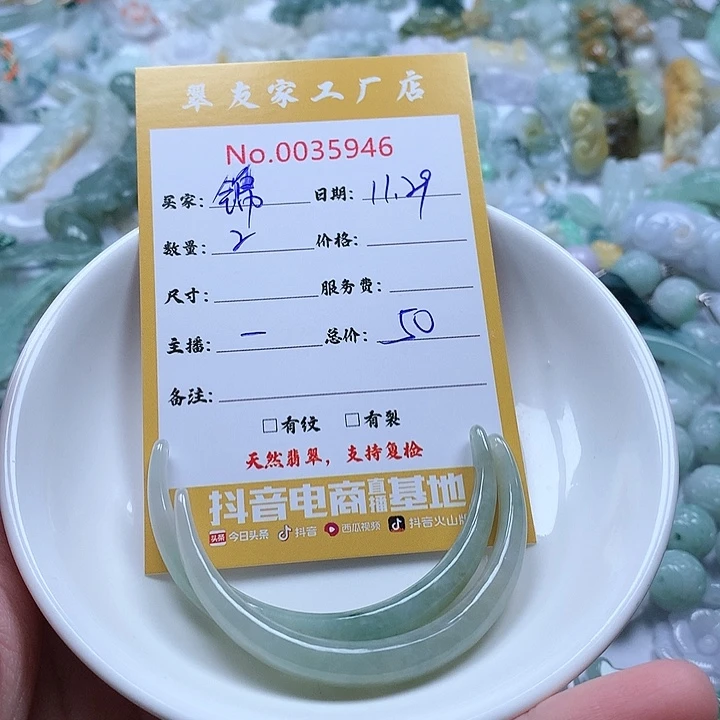 翠友家工厂店
No.0035946
买家: 锦 日期: 11.29
数量: 2 价格:
尺寸: 服务费:
主播: 一 总价: 50
备注:
□有纹 □有裂
天然翡翠，支持复检
抖音电商直播基地
头条 今日头条 抖音 西瓜视频 抖音火山版